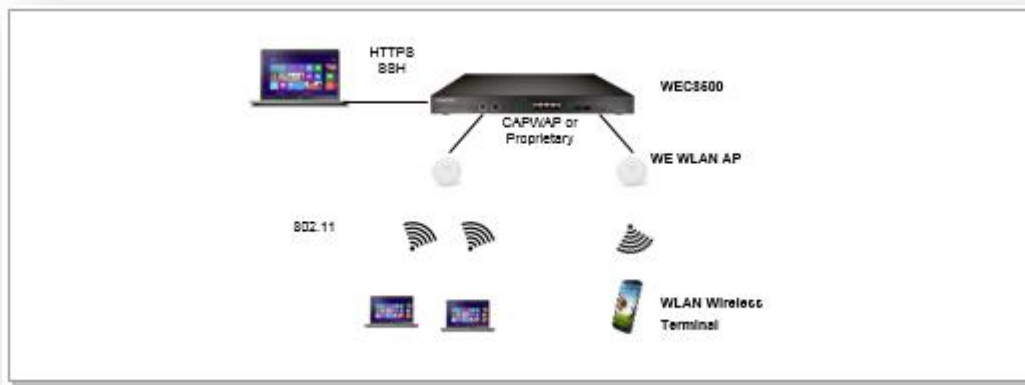 HTTPS
SSH
WEC8500
CAPWAP or
Proprietary
WE WLAN AP
802.11
WLAN Wireless
Terminal